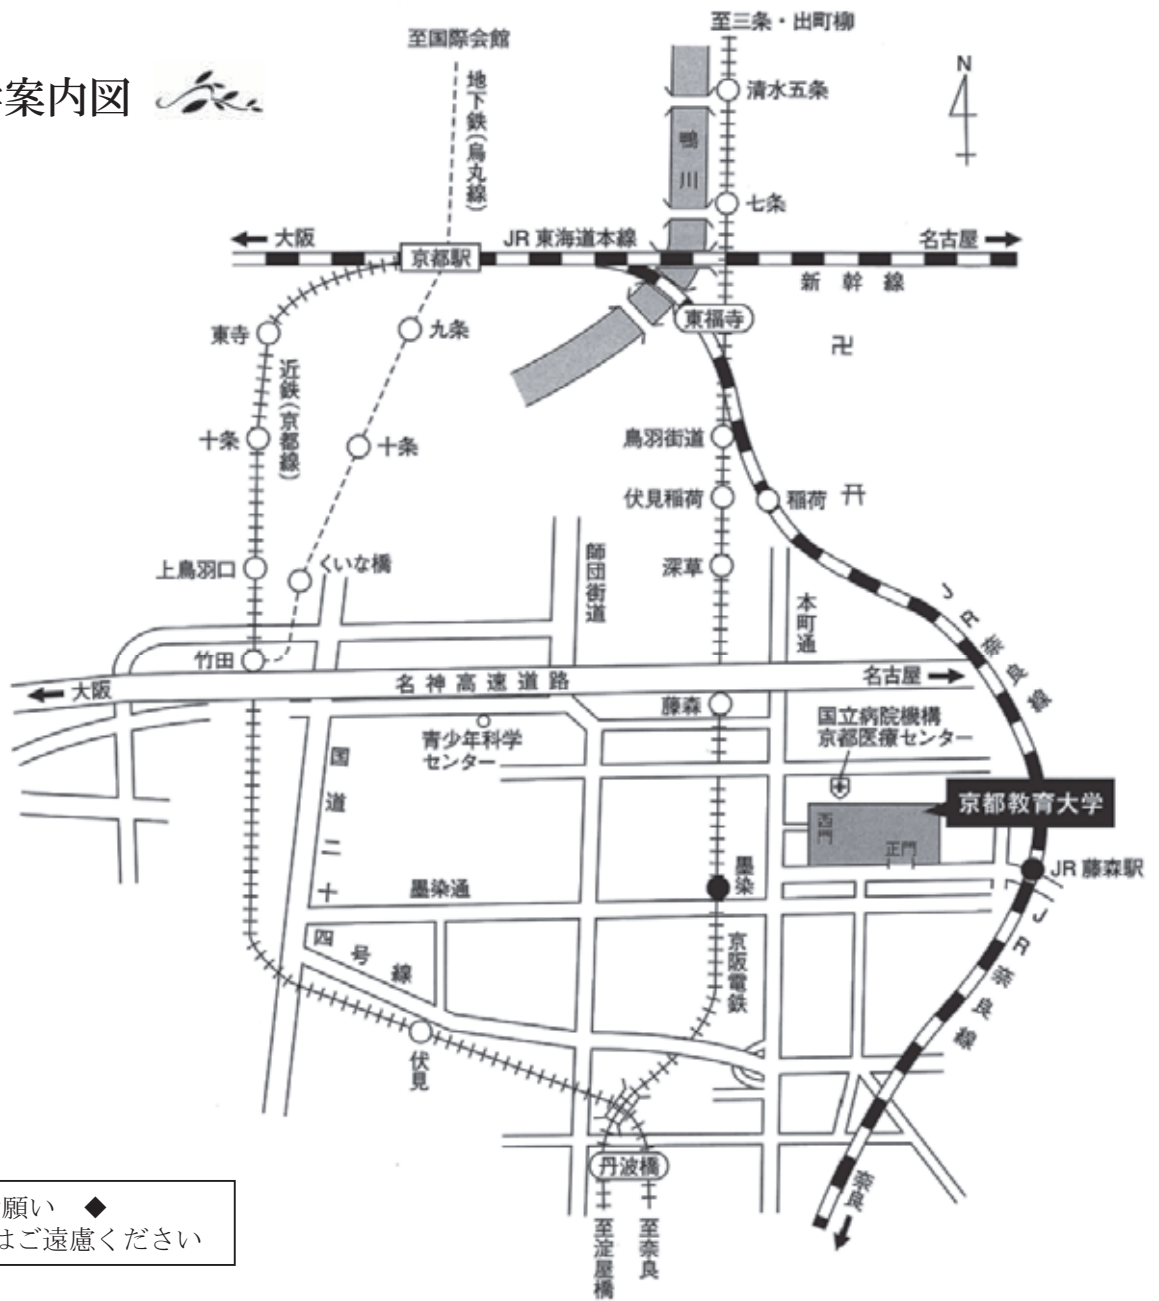 至三条・出町柳
至国際会館
案内図
地下鉄(烏丸線)
清水五条
N
鴨川
七条
大阪
JR 東海道本線
名古屋
京都駅
新幹線
東福寺
東寺
九条
卍
近鉄(京都線)
十条
十条
鳥羽街道
伏見稲荷
稲荷
上鳥羽口
くいな橋
師団街道
深草
本町通
JR奈良線
竹田
大阪
名神高速道路
名古屋
藤森
国立病院機構
京都医療センター
青少年科学
センター
国道二十四号線
京都教育大学
西門
正門
墨染
JR 藤森駅
墨染通
京阪電鉄
JR奈良線
伏見
丹波橋
奈良
至淀屋橋
至奈良
願い ◆
はご遠慮ください